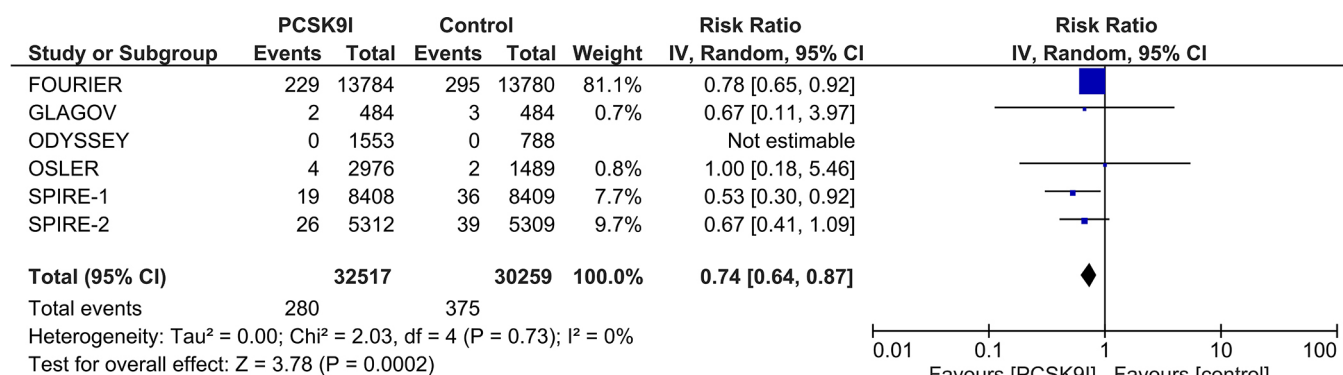 PCSK9I Control Risk Ratio Risk Ratio
Study or Subgroup Events Total Events Total Weight IV, Random, 95% CI IV, Random, 95% CI
FOURIER 229 13784 295 13780 81.1% 0.78 [0.65, 0.92]
GLAGOV 2 484 3 484 0.7% 0.67 [0.11, 3.97]
ODYSSEY 0 1553 0 788 Not estimable
OSLER 4 2976 2 1489 0.8% 1.00 [0.18, 5.46]
SPIRE-1 19 8408 36 8409 7.7% 0.53 [0.30, 0.92]
SPIRE-2 26 5312 39 5309 9.7% 0.67 [0.41, 1.09]
Total (95% CI) 32517 30259 100.0% 0.74 [0.64, 0.87]
Total events 280 375
Heterogeneity: Tau² = 0.00; Chi² = 2.03, df = 4 (P = 0.73); I² = 0%
Test for overall effect: Z = 3.78 (P = 0.0002)
0.01 0.1 1 10 100
Favours [PCSK9I] Favours [control]